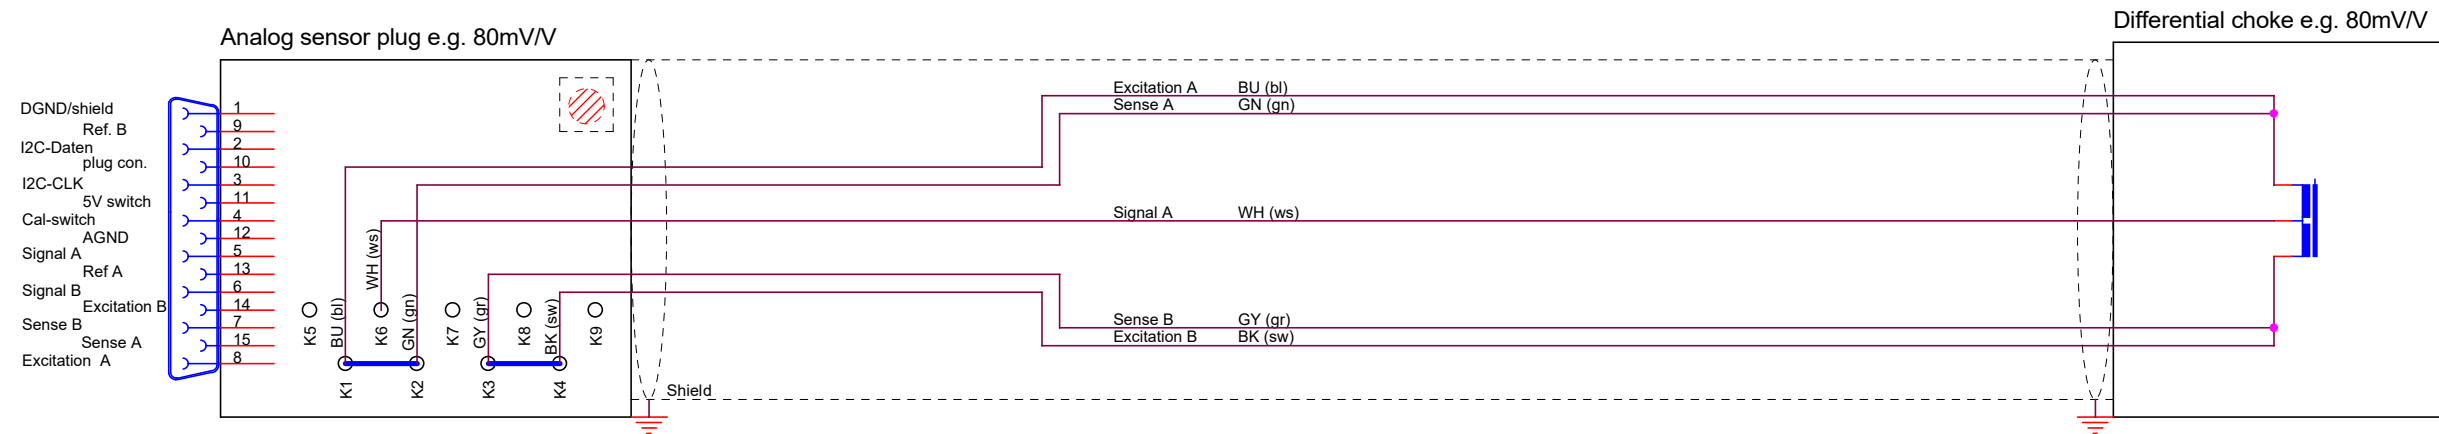 Analog sensor plug e.g. 80mV/V
Differential choke e.g. 80mV/V
DGND/shield 1
Ref. B 9
I2C-Daten 2
plug con. 10
I2C-CLK 3
5V switch 11
Cal-switch 4
AGND 12
Signal A 5
Ref A 13
Signal B 6
Excitation B 14
Sense B 7
Sense A 15
Excitation A 8
K5
BU (bl)
K6
WH (ws)
GN (gn)
K7
GY (gr)
K8
BK (sw)
K9
K1
K2
K3
K4
Excitation A BU (bl)
Sense A GN (gn)
Signal A WH (ws)
Sense B GY (gr)
Excitation B BK (sw)
Shield